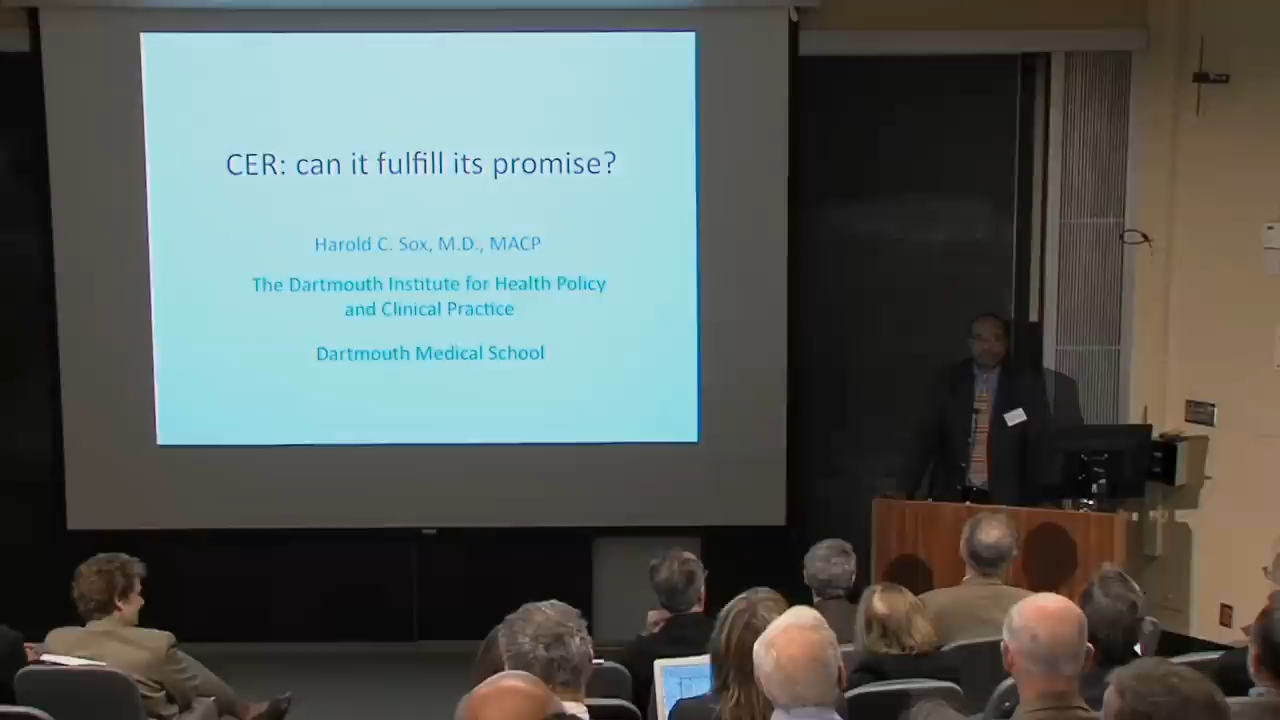 CER: can it fulfill its promise?
Harold C. Sox, M.D., MACP
The Dartmouth Institute for Health Policy
and Clinical Practice
Dartmouth Medical School